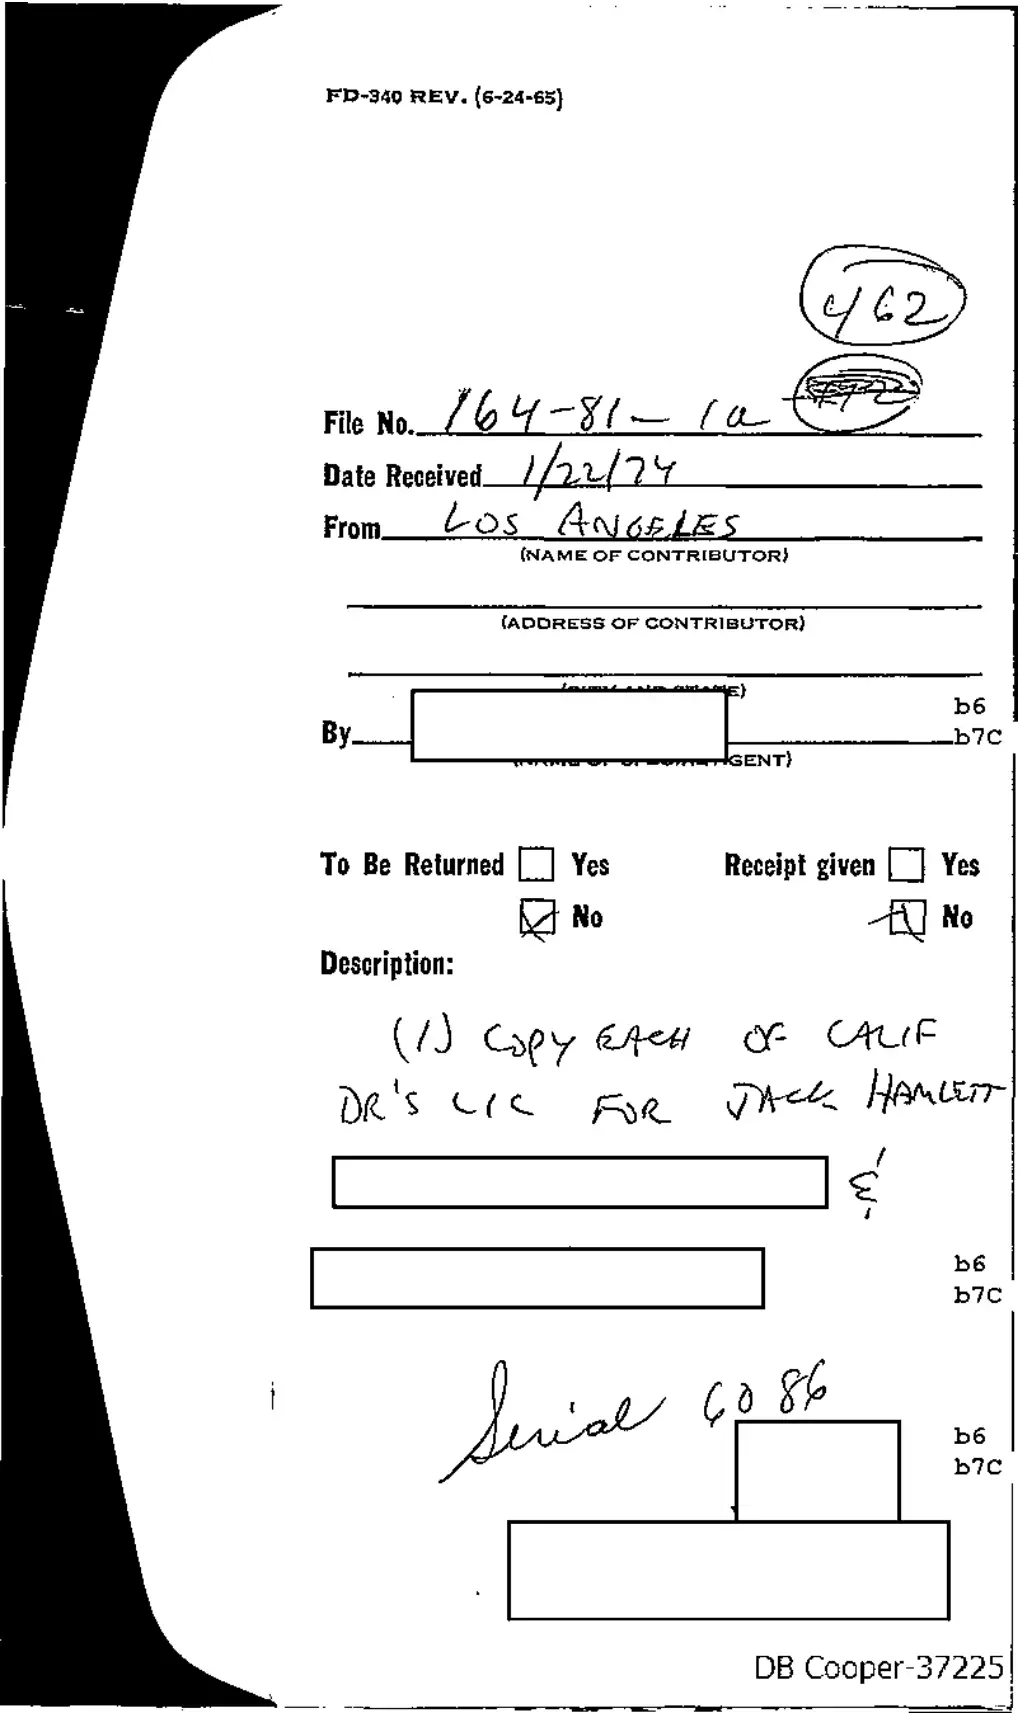 FD-340 REV. (6-24-65)
462
File No. 164-81- 1a
Date Received 1/22/74
From LOS ANGELES
(NAME OF CONTRIBUTOR)
(ADDRESS OF CONTRIBUTOR)
b6
By b7C
To Be Returned Yes Receipt given Yes
No No
Description:
(1) COPY EACH OF CALIF
DR'S LIC FOR JACK HAMLETT
&
b6
b7C
Serial 6086
b6
b7C
DB Cooper-37225